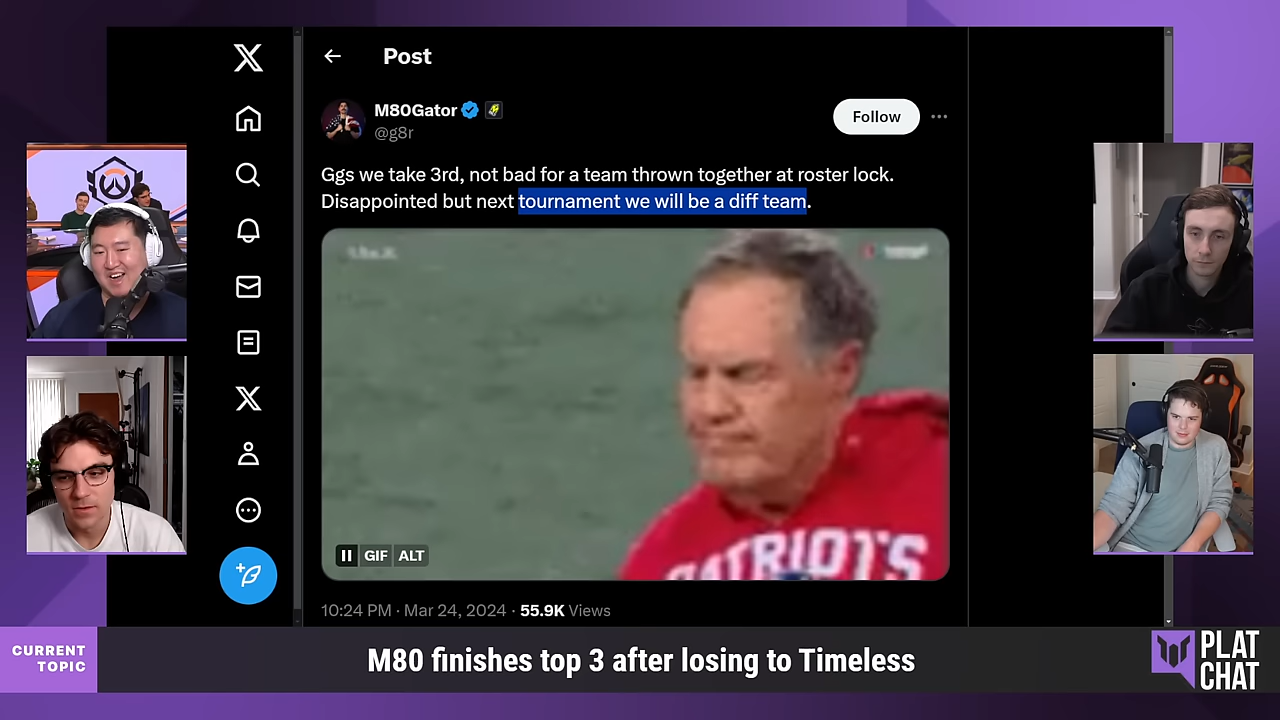 Post
M80Gator
@g8r
Follow
Ggs we take 3rd, not bad for a team thrown together at roster lock.
Disappointed but next tournament we will be a diff team.
PATRIOTS
GIF ALT
10:24 PM · Mar 24, 2024 · 55.9K Views
CURRENT
TOPIC
M80 finishes top 3 after losing to Timeless
PLAT
CHAT